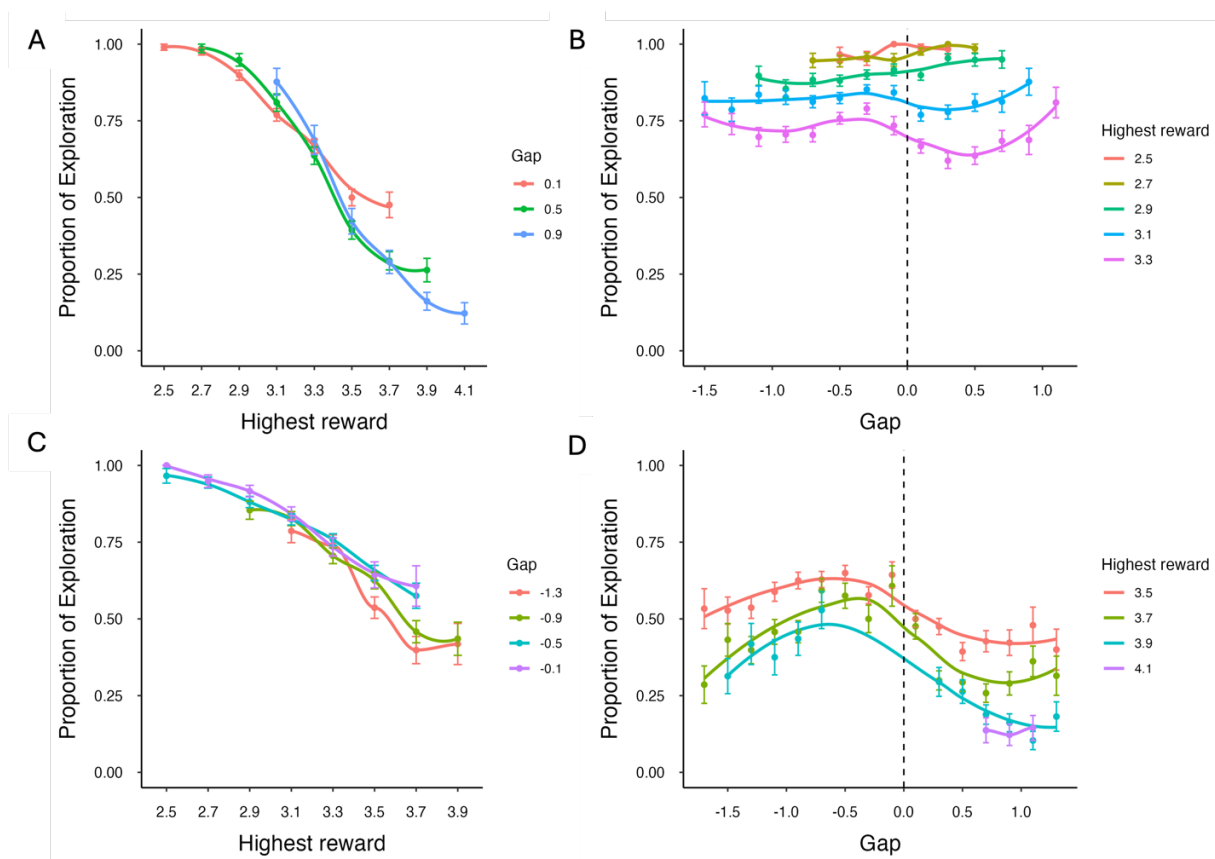 A
B
1.00
0.75
0.50
0.25
0.00
Proportion of Exploration
2.5 2.7 2.9 3.1 3.3 3.5 3.7 3.9 4.1
Highest reward
Gap
0.1
0.5
0.9
1.00
0.75
0.50
0.25
0.00
Proportion of Exploration
-1.5 -1.0 -0.5 0.0 0.5 1.0
Gap
Highest reward
2.5
2.7
2.9
3.1
3.3
C
D
1.00
0.75
0.50
0.25
0.00
Proportion of Exploration
2.5 2.7 2.9 3.1 3.3 3.5 3.7 3.9
Highest reward
Gap
-1.3
-0.9
-0.5
-0.1
1.00
0.75
0.50
0.25
0.00
Proportion of Exploration
-1.5 -1.0 -0.5 0.0 0.5 1.0
Gap
Highest reward
3.5
3.7
3.9
4.1